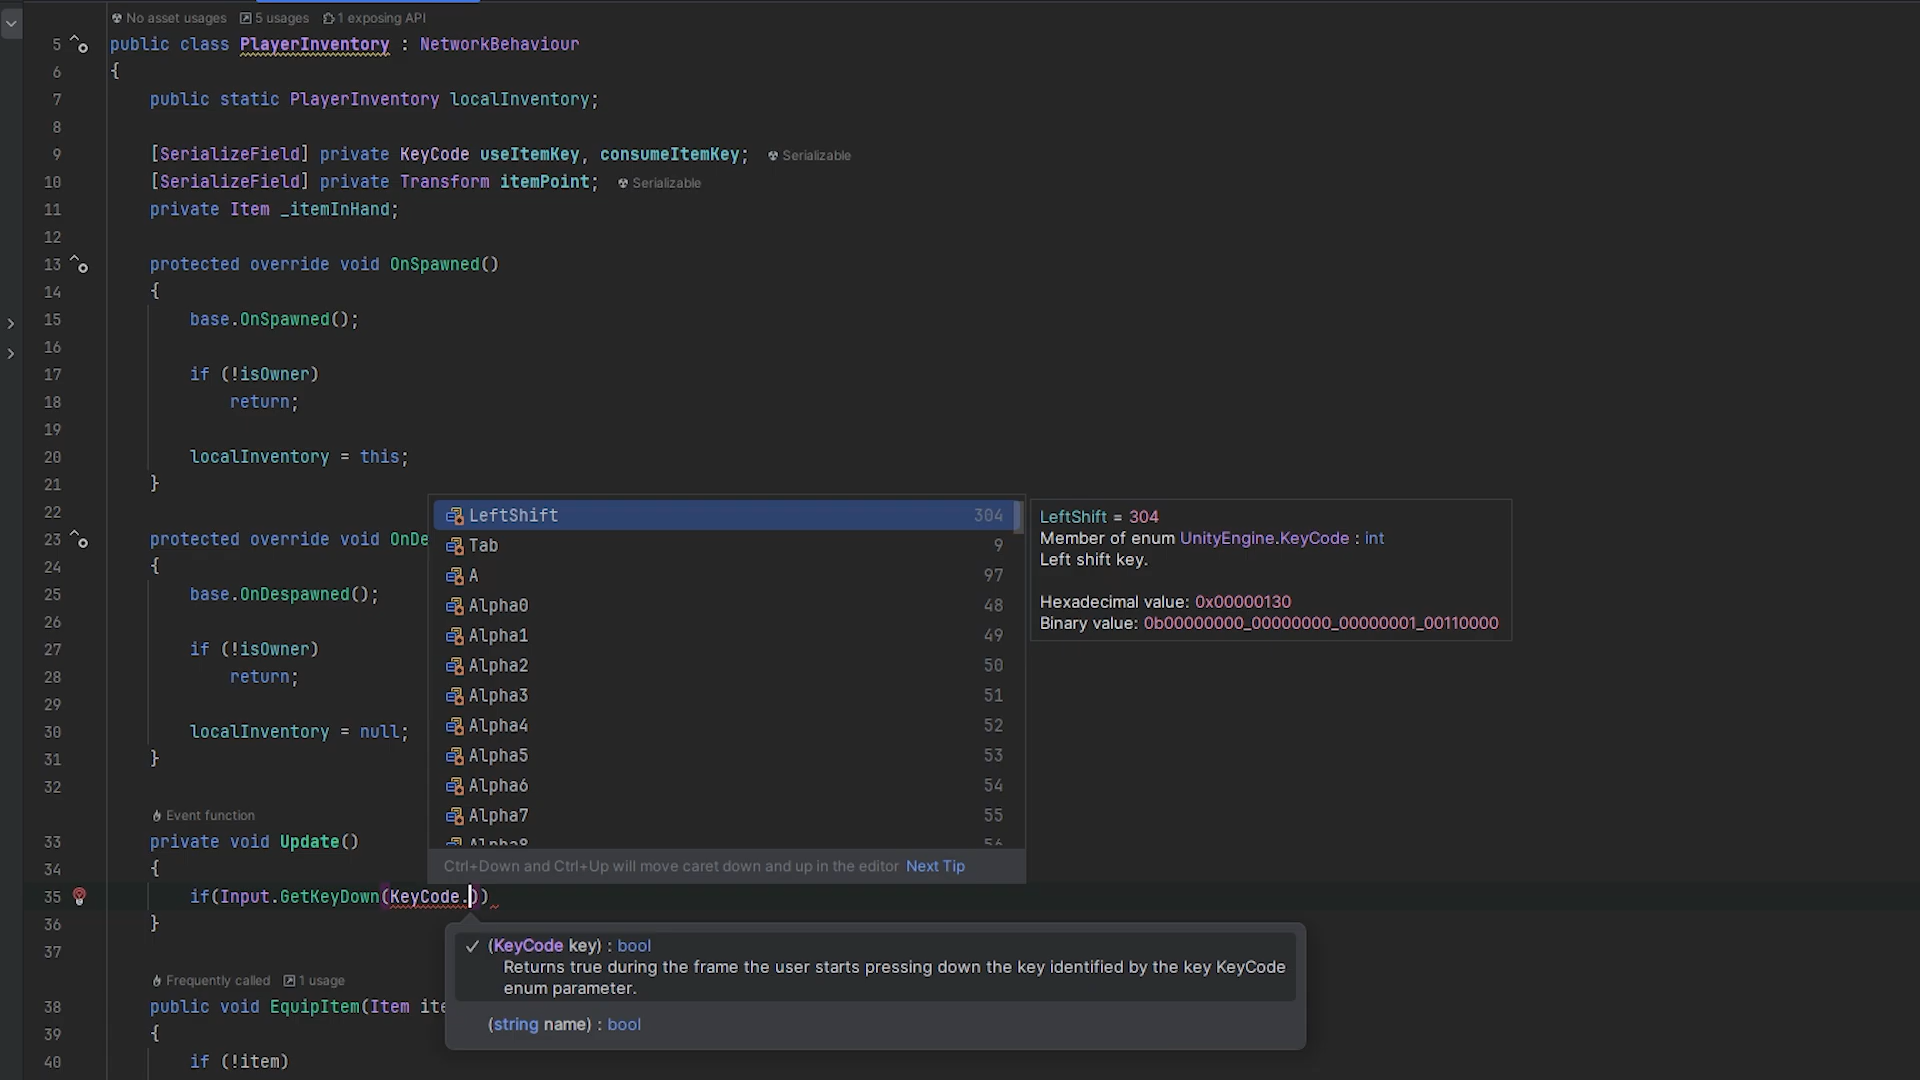 No asset usages 5 usages 1 exposing API
5 public class PlayerInventory : NetworkBehaviour
6 {
7 public static PlayerInventory localInventory;
8
9 [SerializeField] private KeyCode useItemKey, consumeItemKey; Serializable
10 [SerializeField] private Transform itemPoint; Serializable
11 private Item _itemInHand;
12
13 protected override void OnSpawned()
14 {
15 base.OnSpawned();
16
17 if (!isOwner)
18 return;
19
20 localInventory = this;
21 }
22
23 protected override void OnDe
24 {
25 base.OnDespawned();
26
27 if (!isOwner)
28 return;
29
30 localInventory = null;
31 }
32
Event function
33 private void Update()
34 {
35 if(Input.GetKeyDown(KeyCode.))
36 }
37
Frequently called 1 usage
38 public void EquipItem(Item ite
39 {
40 if (!item)
LeftShift 304
Tab 9
A 97
Alpha0 48
Alpha1 49
Alpha2 50
Alpha3 51
Alpha4 52
Alpha5 53
Alpha6 54
Alpha7 55
Alpha8 56
Ctrl+Down and Ctrl+Up will move caret down and up in the editor Next Tip
LeftShift = 304
Member of enum UnityEngine.KeyCode : int
Left shift key.
Hexadecimal value: 0x00000130
Binary value: 0b00000000_00000000_00000001_00110000
(KeyCode key) : bool
Returns true during the frame the user starts pressing down the key identified by the key KeyCode
enum parameter.
(string name) : bool